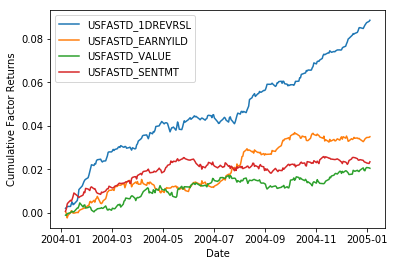 USFASTD_1DREVRSL
USFASTD_EARNYILD
USFASTD_VALUE
USFASTD_SENTMT
Cumulative Factor Returns
0.08
0.06
0.04
0.02
0.00
2004-01 2004-03 2004-05 2004-07 2004-09 2004-11 2005-01
Date